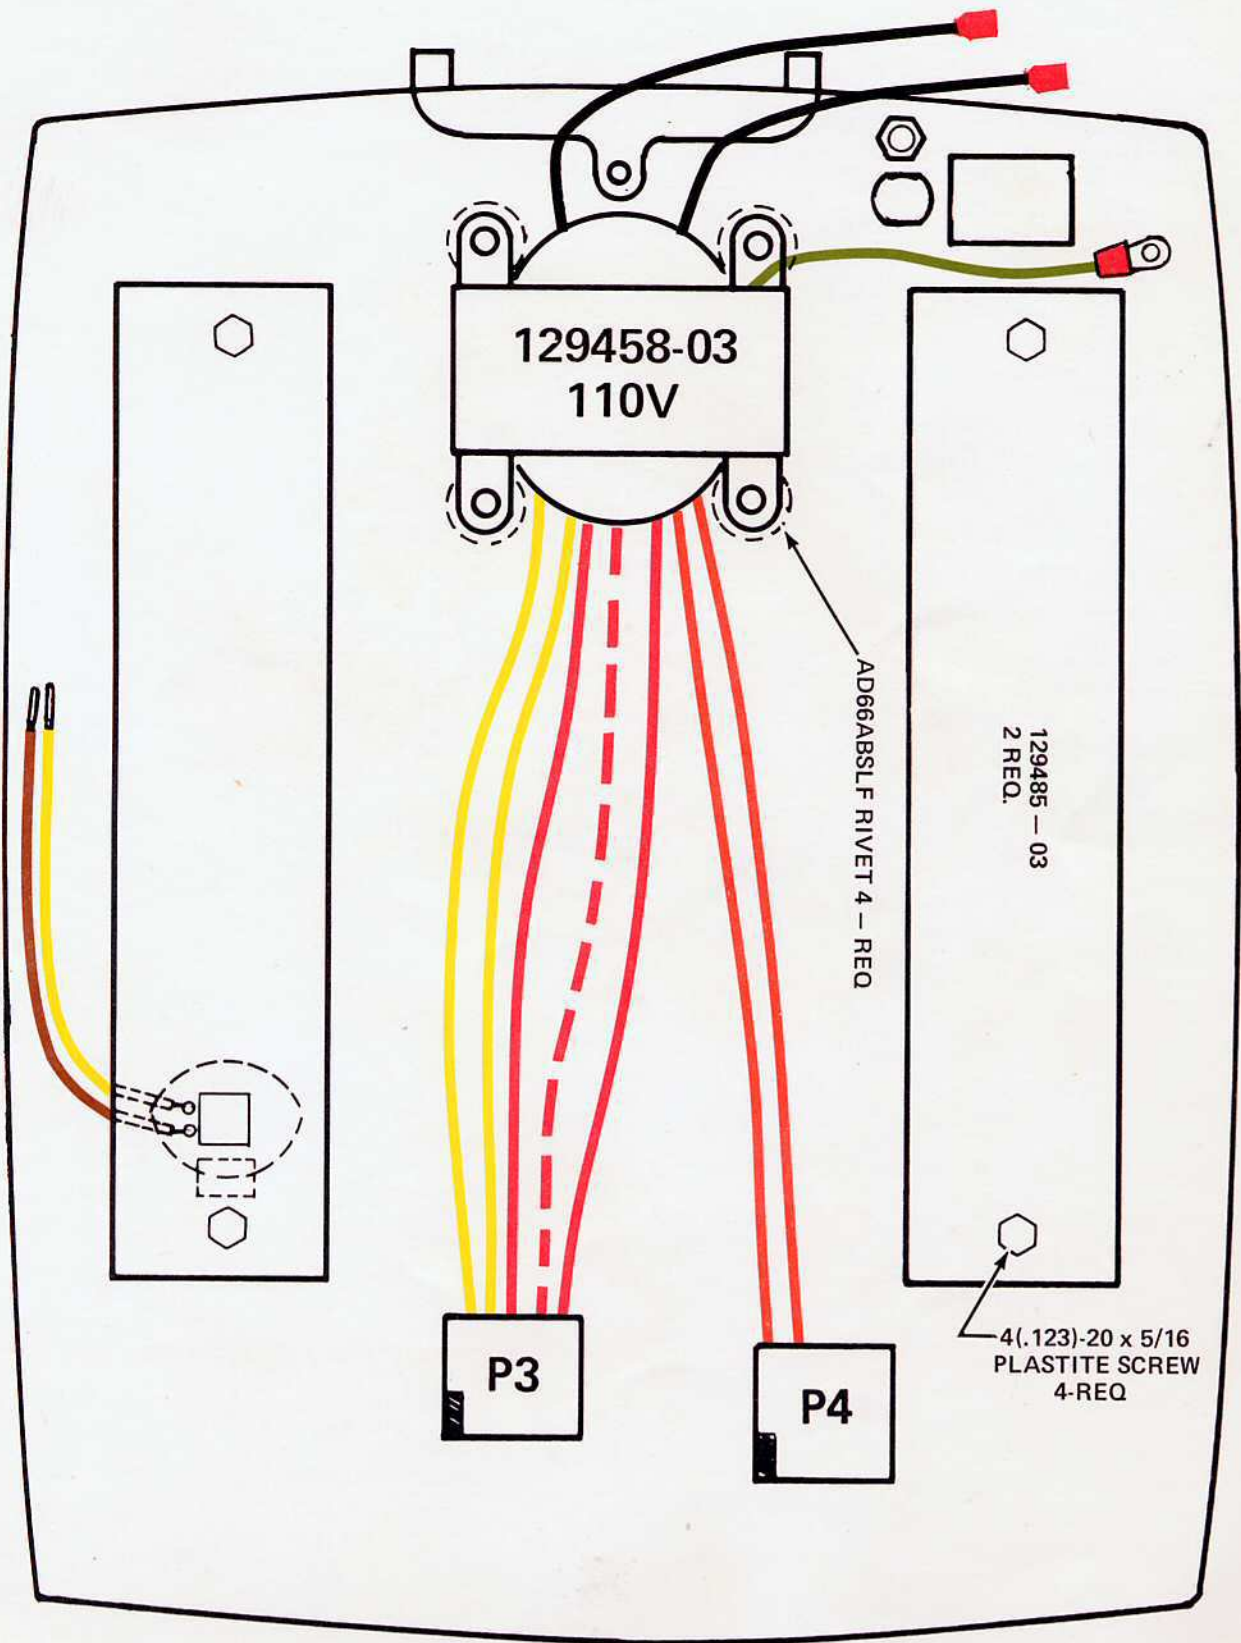 129458-03
110V
AD66ABSLF RIVET 4 – REQ
129485 – 03
2 REQ.
4(.123)-20 x 5/16
PLASTITE SCREW
4-REQ
P3
P4